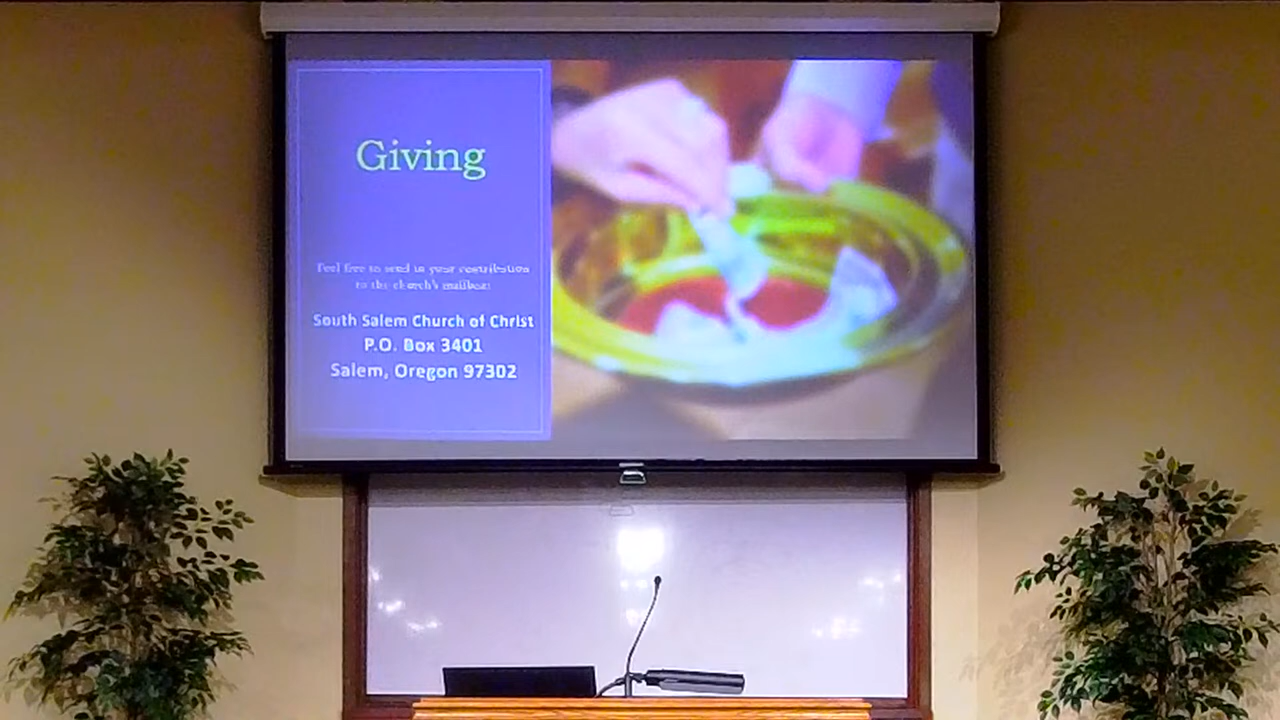 Giving
Feel free to send in your contribution
to the church's mailbox:
South Salem Church of Christ
P.O. Box 3401
Salem, Oregon 97302